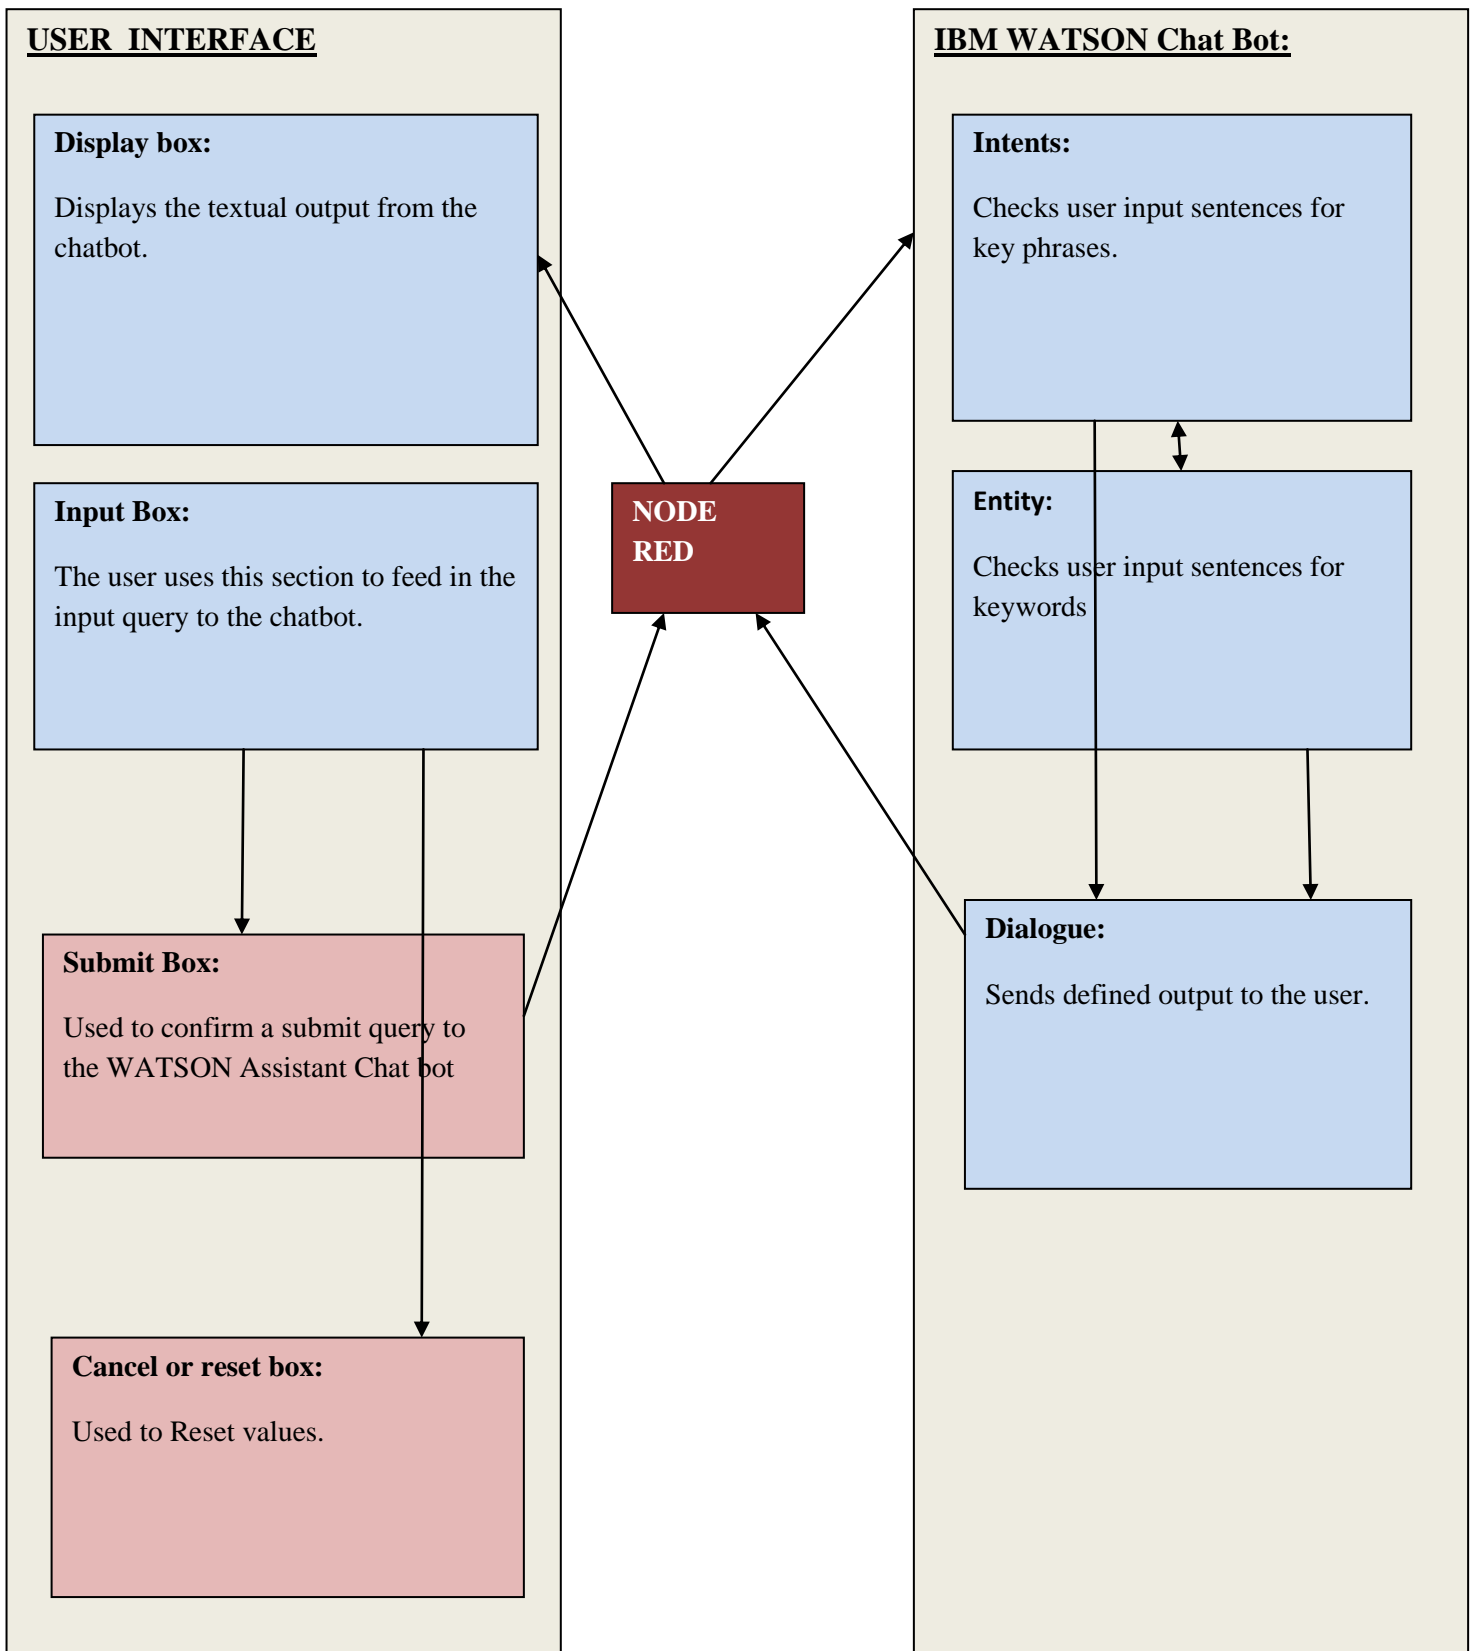 USER INTERFACE
Display box:
Displays the textual output from the
chatbot.
Input Box:
The user uses this section to feed in the
input query to the chatbot.
Submit Box:
Used to confirm a submit query to
the WATSON Assistant Chat bot
Cancel or reset box:
Used to Reset values.
NODE
RED
IBM WATSON Chat Bot:
Intents:
Checks user input sentences for
key phrases.
Entity:
Checks user input sentences for
keywords
Dialogue:
Sends defined output to the user.